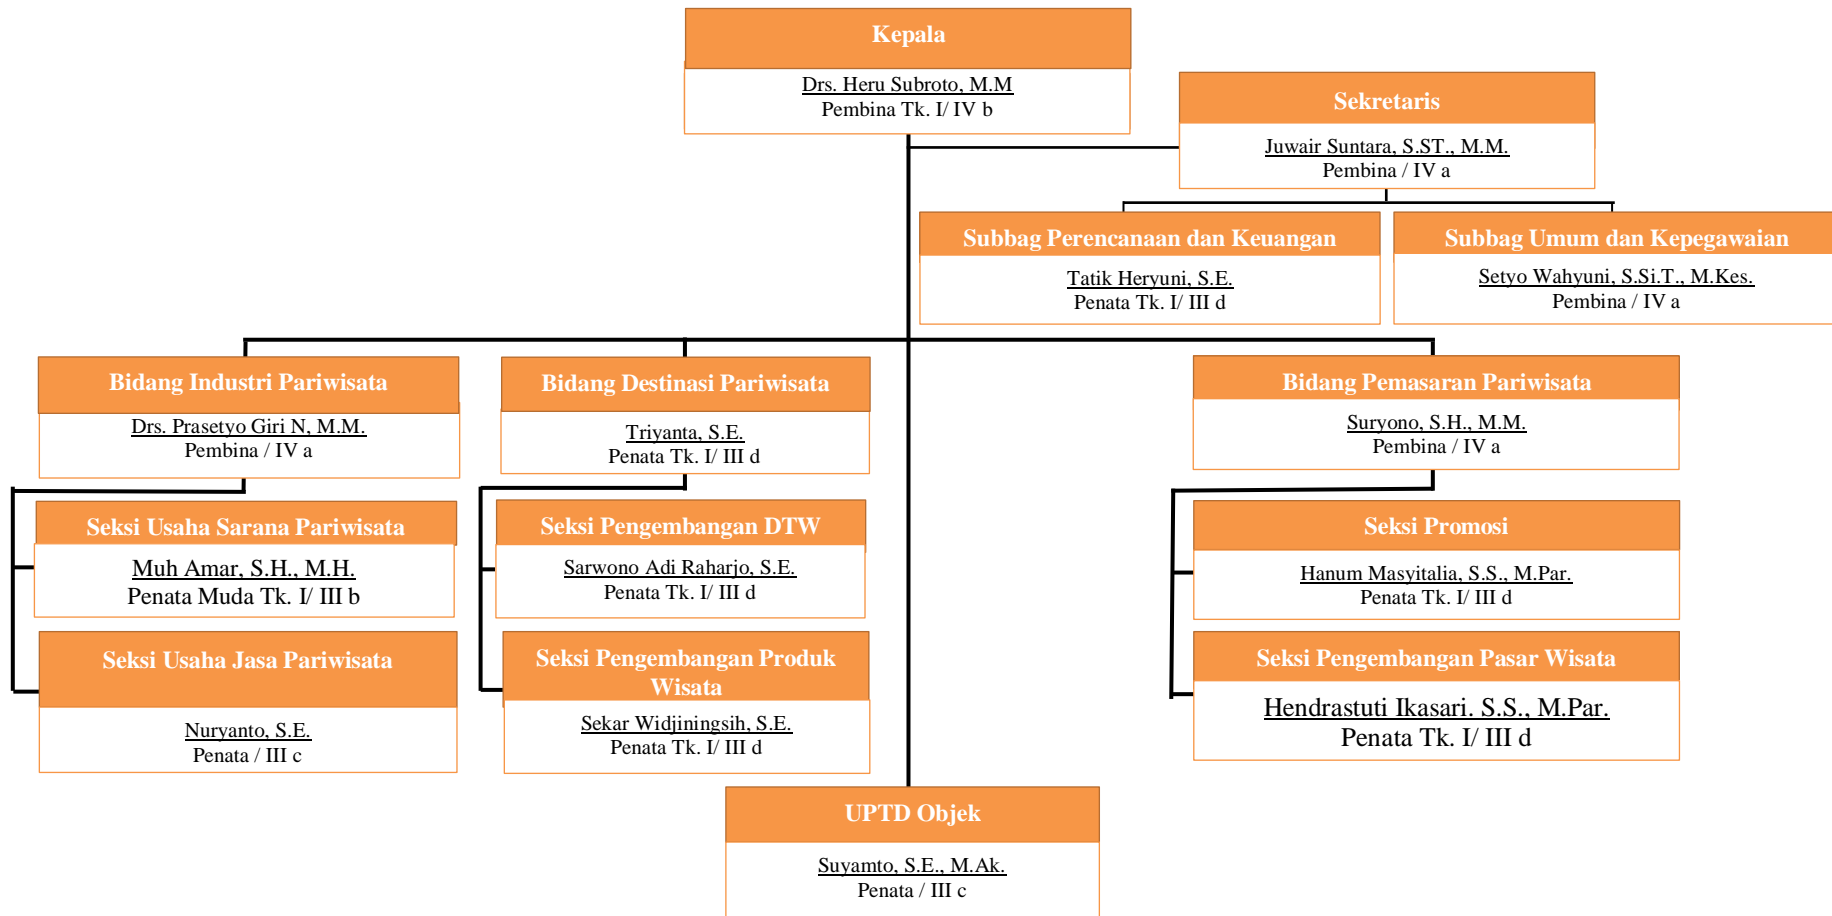 Kepala
Drs. Heru Subroto, M.M
Pembina Tk. I/ IV b
Sekretaris
Juwair Suntara, S.ST., M.M.
Pembina / IV a
Subbag Perencanaan dan Keuangan
Tatik Heryuni, S.E.
Penata Tk. I/ III d
Subbag Umum dan Kepegawaian
Setyo Wahyuni, S.Si.T., M.Kes.
Pembina / IV a
Bidang Industri Pariwisata
Drs. Prasetyo Giri N, M.M.
Pembina / IV a
Seksi Usaha Sarana Pariwisata
Muh Amar, S.H., M.H.
Penata Muda Tk. I/ III b
Seksi Usaha Jasa Pariwisata
Nuryanto, S.E.
Penata / III c
Bidang Destinasi Pariwisata
Triyanta, S.E.
Penata Tk. I/ III d
Seksi Pengembangan DTW
Sarwono Adi Raharjo, S.E.
Penata Tk. I/ III d
Seksi Pengembangan Produk
Wisata
Sekar Widjiningsih, S.E.
Penata Tk. I/ III d
Bidang Pemasaran Pariwisata
Suryono, S.H., M.M.
Pembina / IV a
Seksi Promosi
Hanum Masyitalia, S.S., M.Par.
Penata Tk. I/ III d
Seksi Pengembangan Pasar Wisata
Hendrastuti Ikasari. S.S., M.Par.
Penata Tk. I/ III d
UPTD Objek
Suyamto, S.E., M.Ak.
Penata / III c